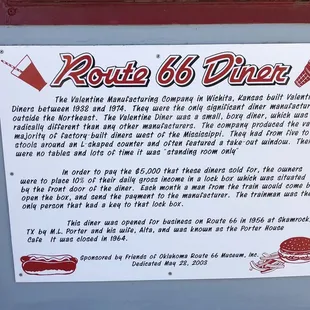 Route 66 Diner
The Valentine Manufacturing Company in Wichita, Kansas built Valentine
Diners between 1938 and 1974. They were the only significant diner manufacturer
outside the Northeast. The Valentine Diner was a small, boxy diner, which was
radically different than any other manufacturers. The company produced the vast
majority of factory-built diners west of the Mississippi. They had from five to
stools around an L-shaped counter and often featured a take out window. There
were no tables and lots of time it was "standing room only"
In order to pay the $5,000 that these diners sold for, the owners
were to place 10% of their daily gross income in a lock box which was situated
by the front door of the diner. Each month a man from the train would come by
open the box, and send the payment to the manufacturer. The trainman was the
only person that had a key to that lock box.
This diner was opened for business on Route 66 in 1956 at Shamrock,
TX by M.L. Porter and his wife, Alta, and was known as the Porter House
Cafe It was closed in 1964.
Sponsored by Friends of Oklahoma Route 66 Museum, Inc.
Dedicated May 28, 2003